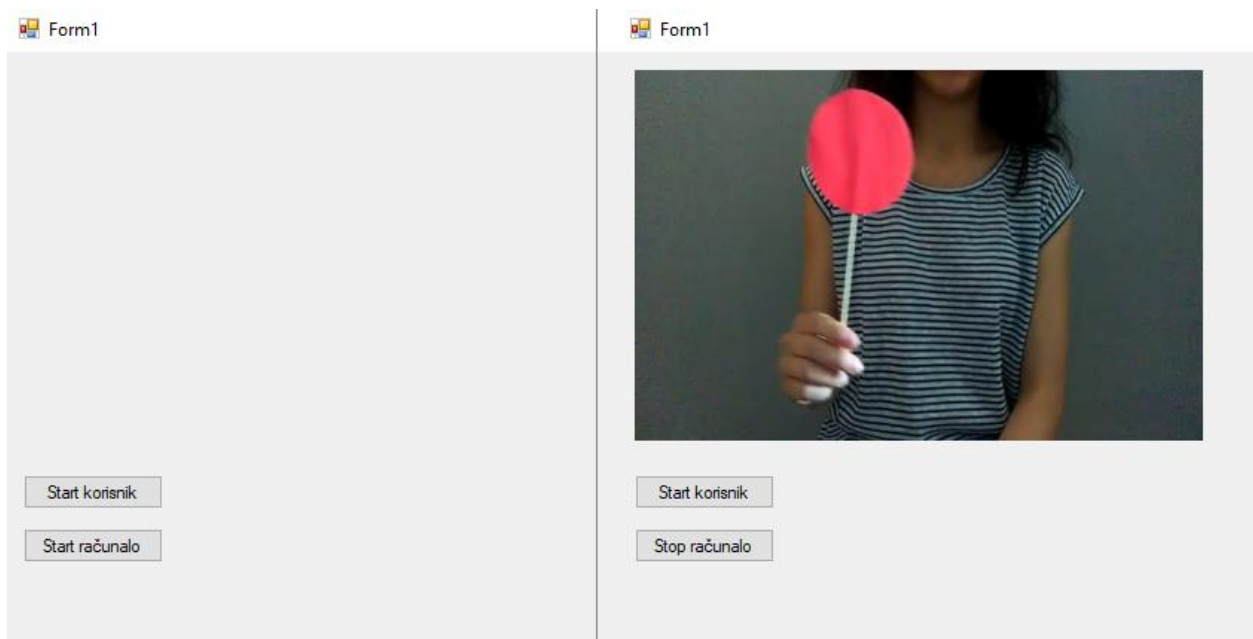 Form1
Start korisnik
Start računalo
Form1
Start korisnik
Stop računalo